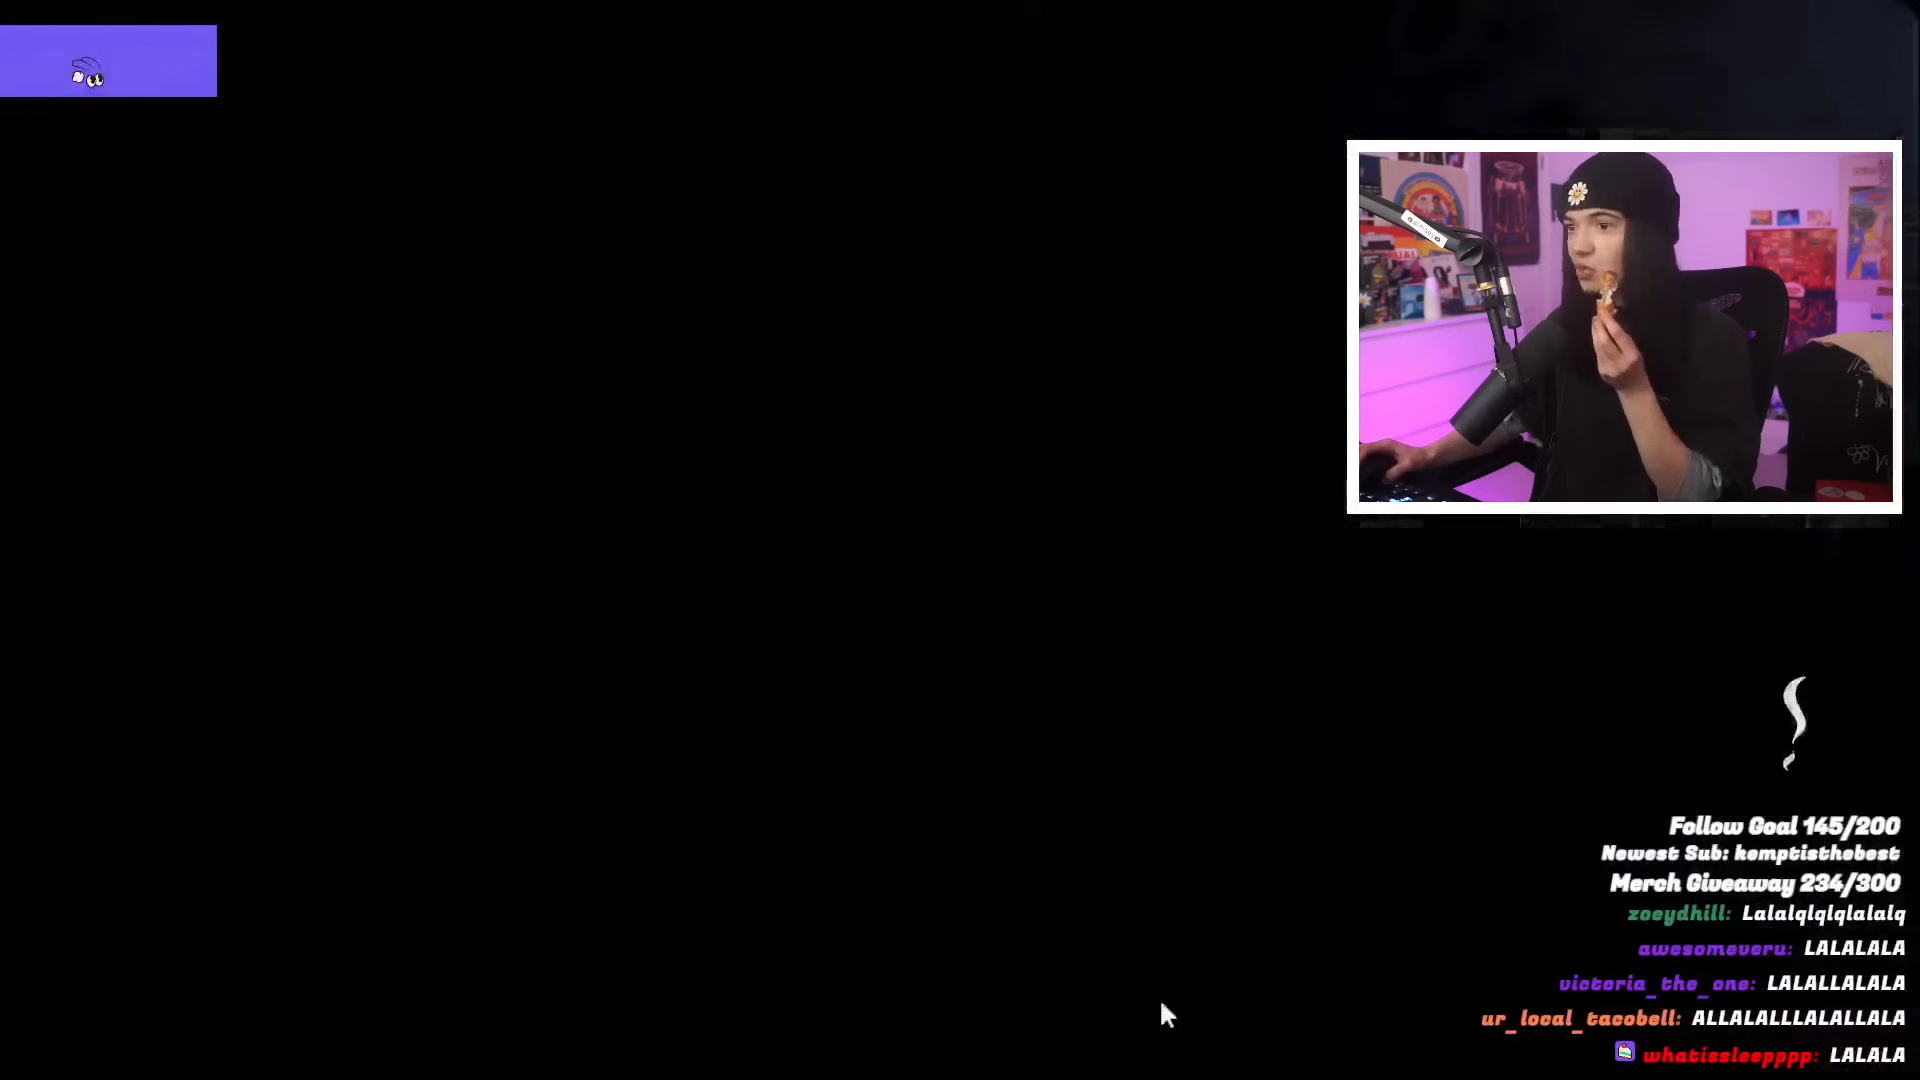 Follow Goal 145/200
Newest Sub: kemptisthebest
Merch Giveaway 234/300
zoeydhill: Lalalqlqlqlalalq
awesomeveru: LALALALA
victoria_the_one: LALALLALALA
ur_local_tacobell: ALLALALLLALALLALA
whatissleepppp: LALALA